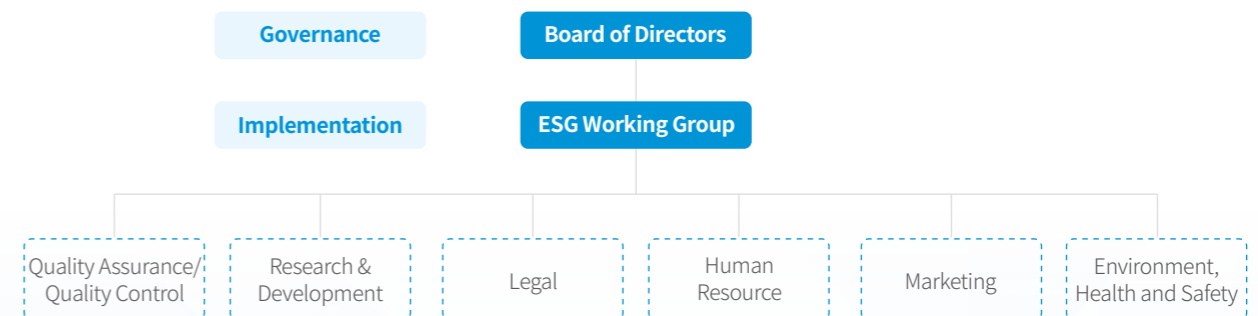 Governance
Board of Directors
Implementation
ESG Working Group
Quality Assurance/
Quality Control
Research &
Development
Legal
Human
Resource
Marketing
Environment,
Health and Safety